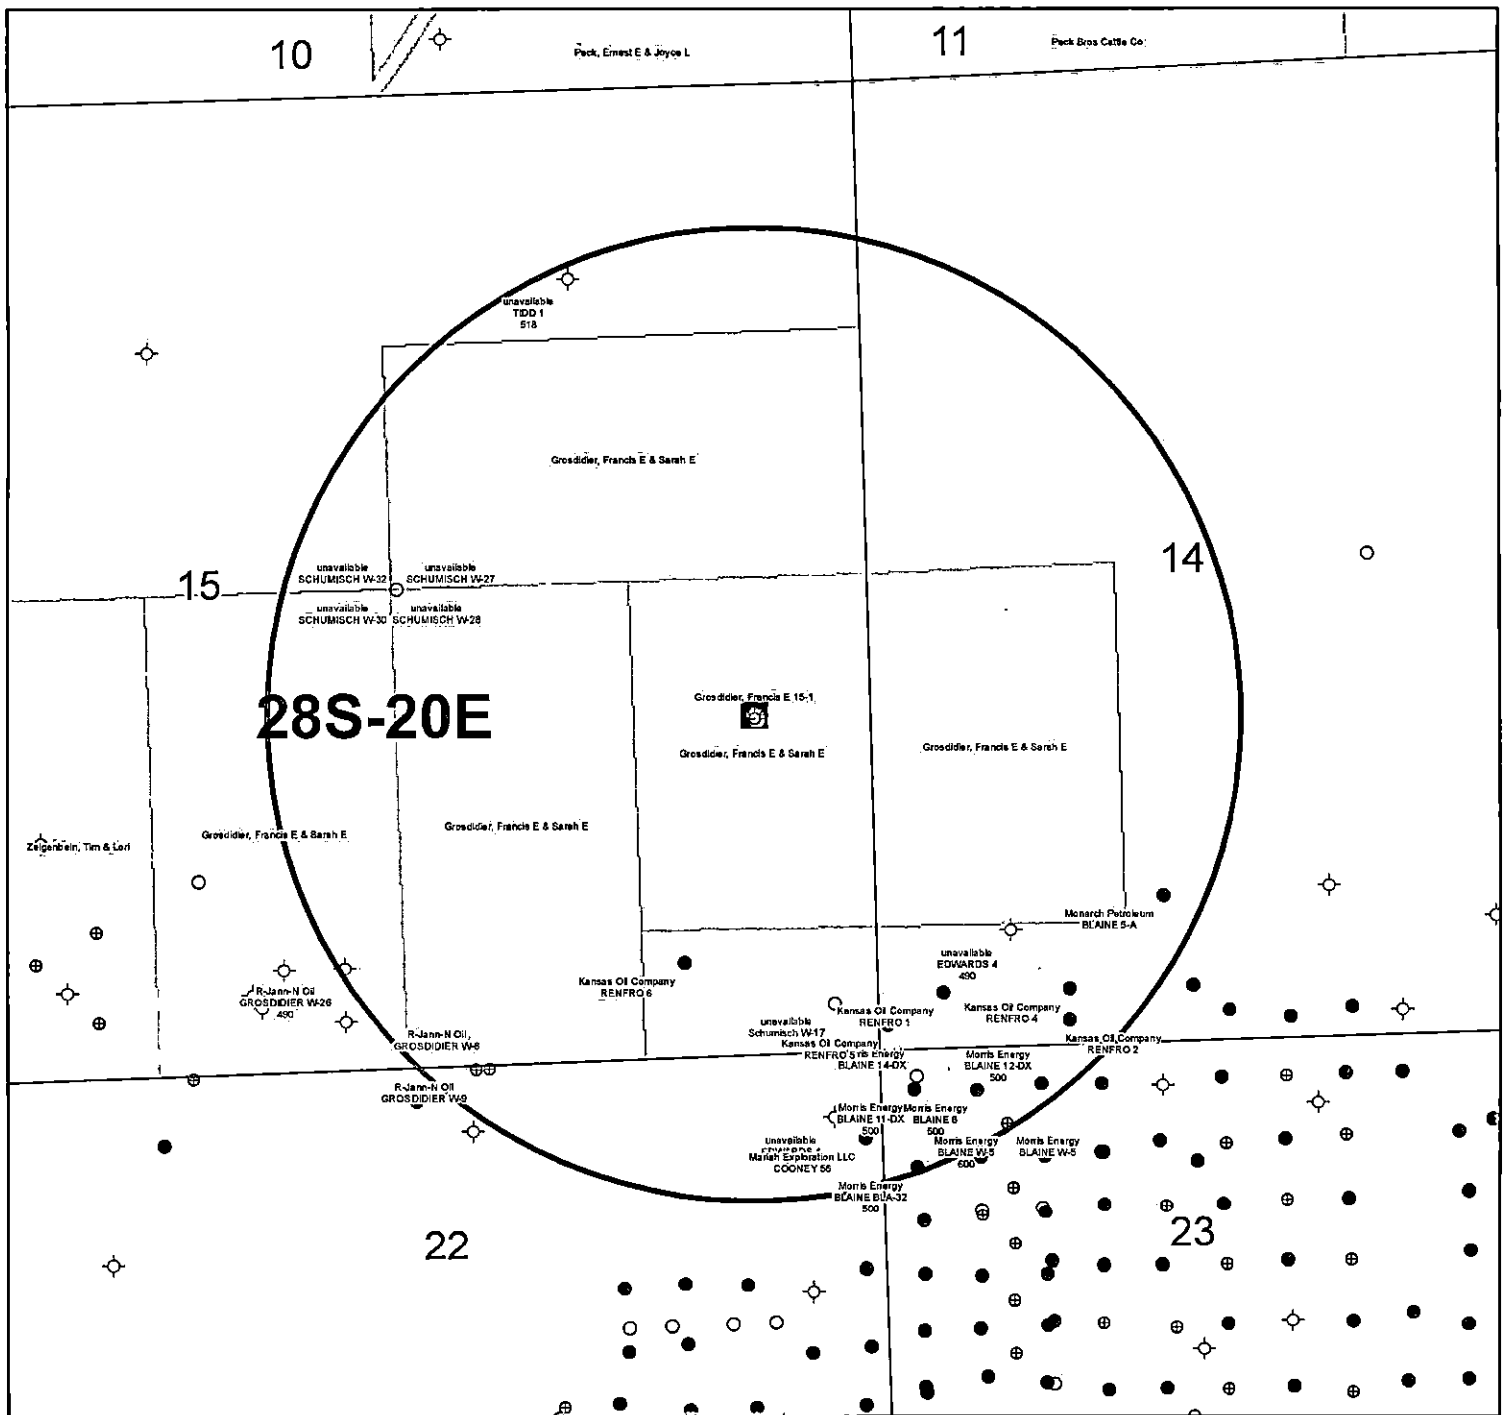 10
11
Peck, Ernest E & Joyce L
Peck Bros Cattle Co
unavailable
TIDD 1
518
Grosdidier, Francis E & Sarah E
14
15
unavailable
SCHUMISCH W-32
unavailable
SCHUMISCH W-27
unavailable
SCHUMISCH W-30
unavailable
SCHUMISCH W-28
28S-20E
Grosdidier, Francis E 15-1
Grosdidier, Francis E & Sarah E
Grosdidier, Francis E & Sarah E
Grosdidier, Francis E & Sarah E
Grosdidier, Francis E & Sarah E
Zeigenbein, Tim & Lori
Monarch Petroleum
BLAINE 5-A
unavailable
EDWARDS 4
490
Kansas Oil Company
RENFRO 6
R-Jann-N Oil
GROSDIDIER W-26
490
Kansas Oil Company
RENFRO 1
Kansas Oil Company
RENFRO 4
unavailable
Schumisch W-17
R-Jann-N Oil,
GROSDIDIER W-6
Kansas Oil Company
RENFRO 5
Kansas Oil Company
RENFRO 2
ris Energy
BLAINE 14-DX
Morris Energy
BLAINE 12-DX
500
R-Jann-N Oil
GROSDIDIER W-9
Morris Energy
BLAINE 11-DX
500
Morris Energy
BLAINE 6
500
unavailable
Mariah Exploration LLC
COONEY 56
Morris Energy
BLAINE W-5
600
Morris Energy
BLAINE W-5
Morris Energy
BLAINE BLA-32
500
22
23